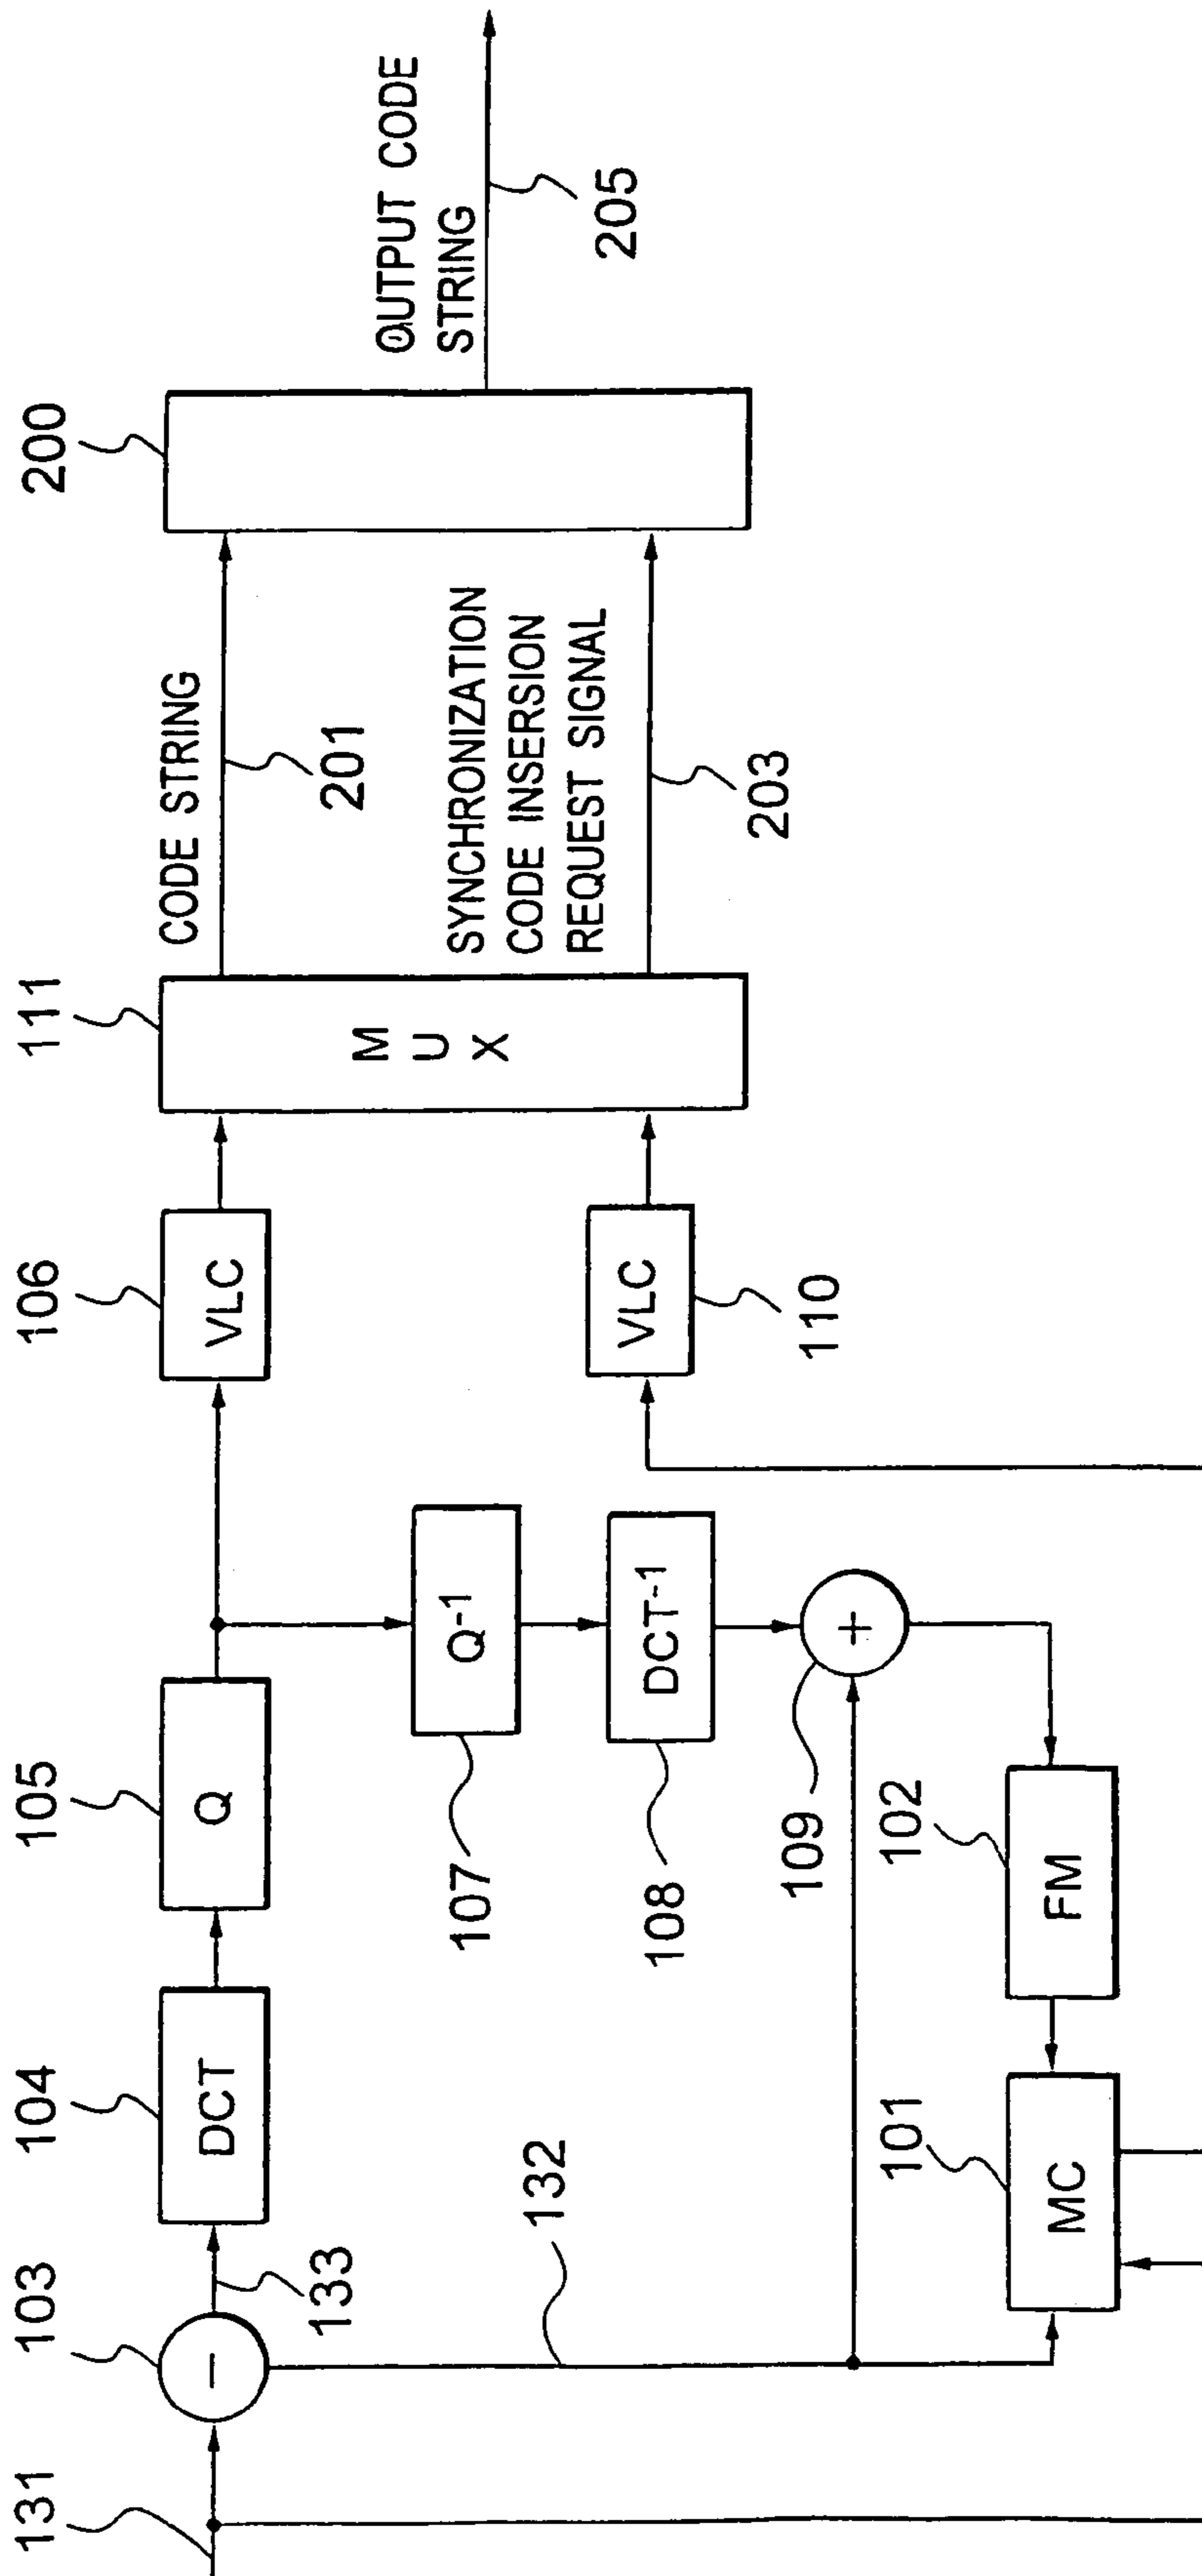 131
103
133
104
DCT
105
Q
106
VLC
111
MUX
CODE STRING
201
SYNCHRONIZATION
CODE INSERSION
REQUEST SIGNAL
203
200
OUTPUT CODE
STRING
205
VLC
110
Q-1
107
DCT-1
108
+
109
−
132
102
FM
101
MC